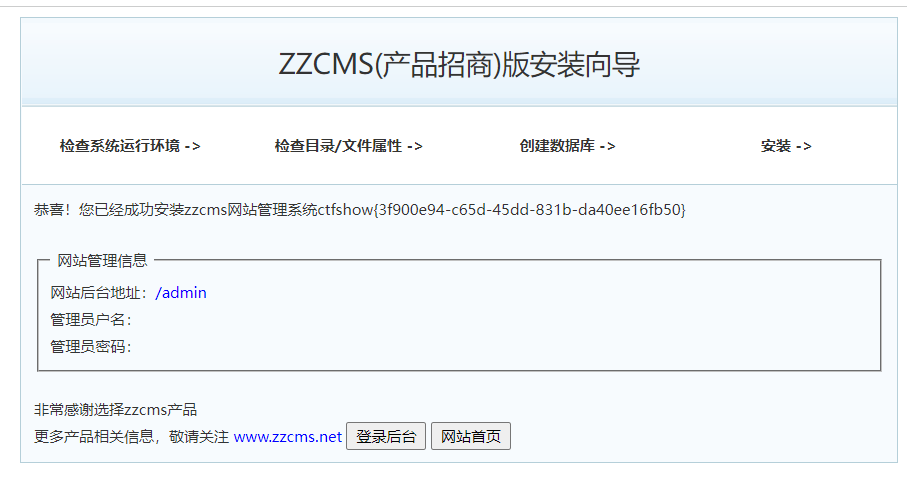 ZZCMS(产品招商)版安装向导
检查系统运行环境 -> 检查目录/文件属性 -> 创建数据库 -> 安装 ->
恭喜！您已经成功安装zzcms网站管理系统ctfshow{3f900e94-c65d-45dd-831b-da40ee16fb50}
网站管理信息
网站后台地址：/admin
管理员户名：
管理员密码：
非常感谢选择zzcms产品
更多产品相关信息，敬请关注 www.zzcms.net 登录后台 网站首页